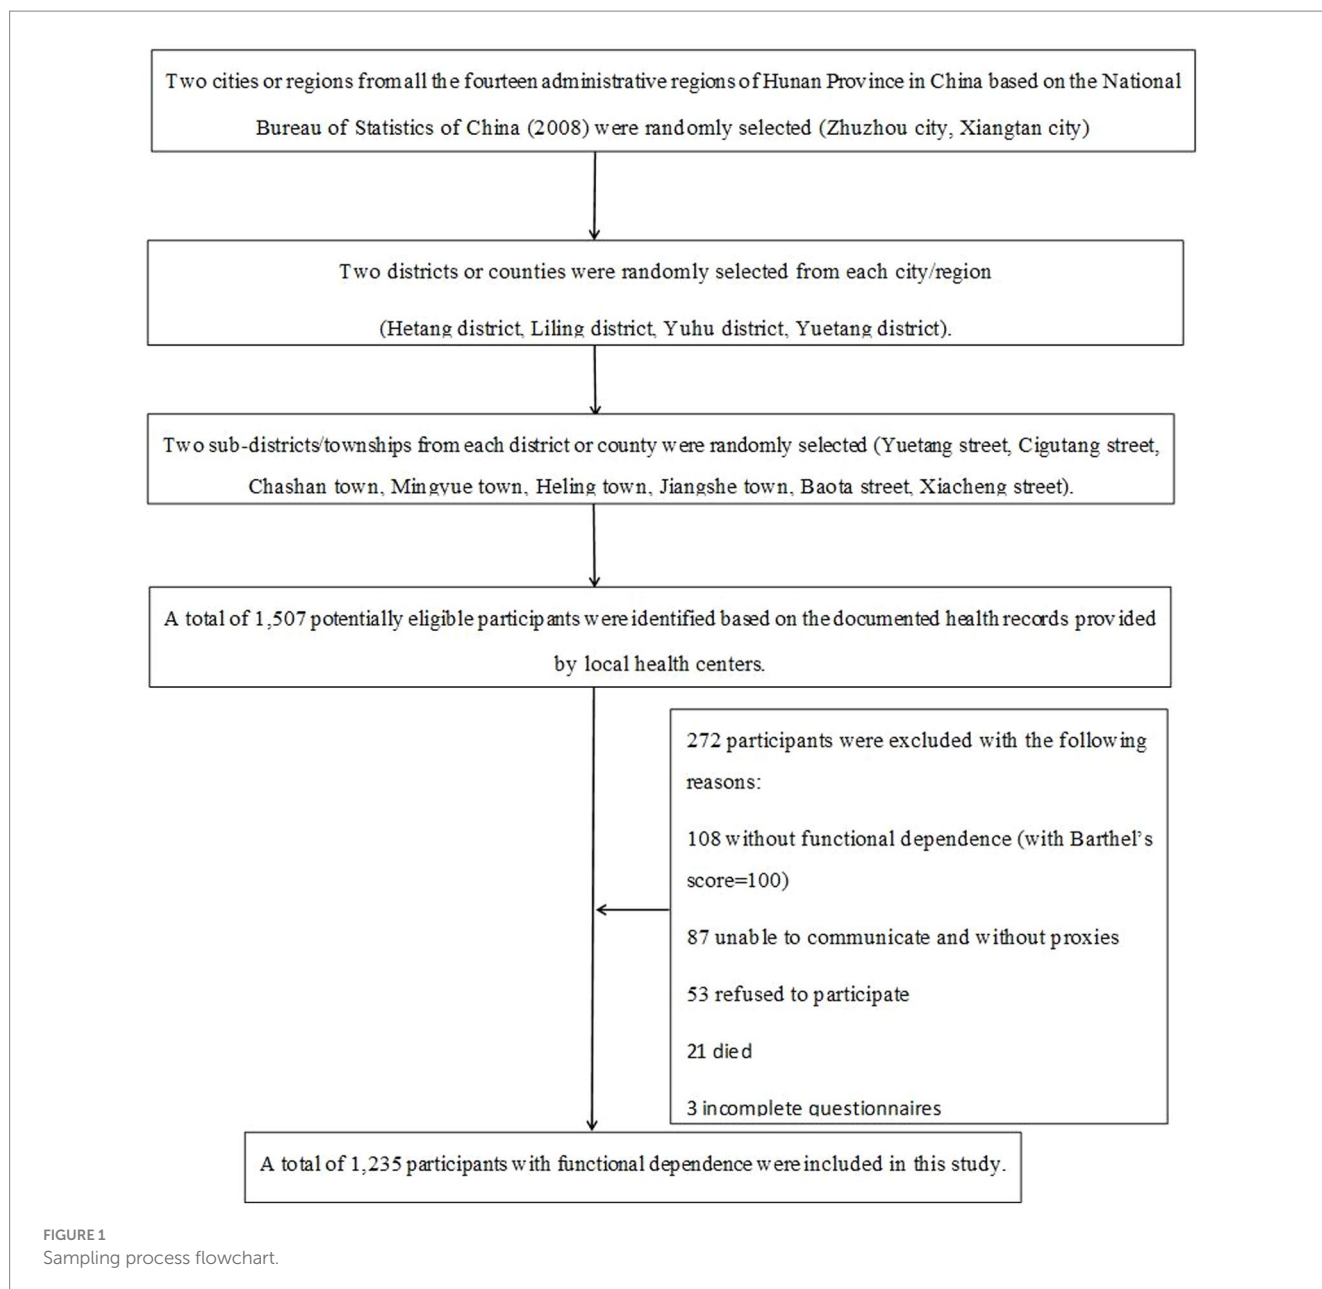 Two cities or regions from all the fourteen administrative regions of Hunan Province in China based on the National
Bureau of Statistics of China (2008) were randomly selected (Zhuzhou city, Xiangtan city)
Two districts or counties were randomly selected from each city/region
(Hetang district, Liling district, Yuhu district, Yuetang district).
Two sub-districts/townships from each district or county were randomly selected (Yuetang street, Cigutang street,
Chashan town, Mingyue town, Heling town, Jiangshe town, Baota street, Xiacheng street).
A total of 1,507 potentially eligible participants were identified based on the documented health records provided
by local health centers.
272 participants were excluded with the following
reasons:
108 without functional dependence (with Barthel's
score=100)
87 unable to communicate and without proxies
53 refused to participate
21 died
3 incomplete questionnaires
A total of 1,235 participants with functional dependence were included in this study.
FIGURE 1
Sampling process flowchart.